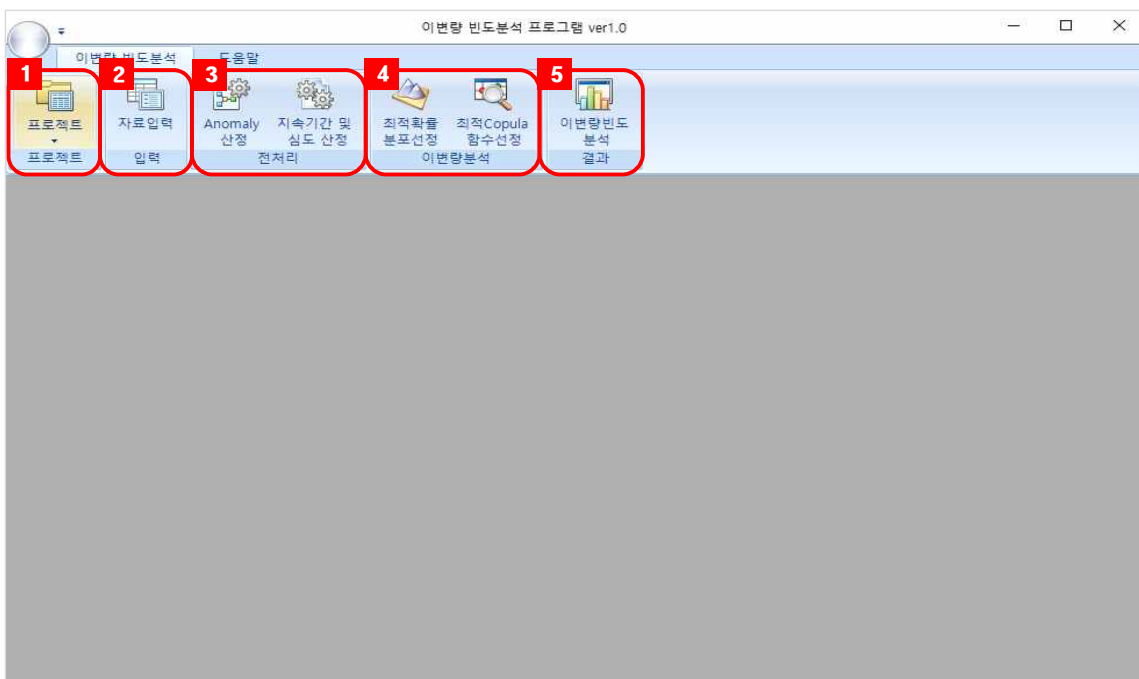 이변량 빈도분석 프로그램 ver1.0
이변량 빈도분석 도움말
1 2 3 4 5
프로젝트 자료입력 Anomaly 산정 지속기간 및 심도 산정 최적확률 분포선정 최적Copula 함수선정 이변량빈도 분석
프로젝트 입력 전처리 이변량분석 결과